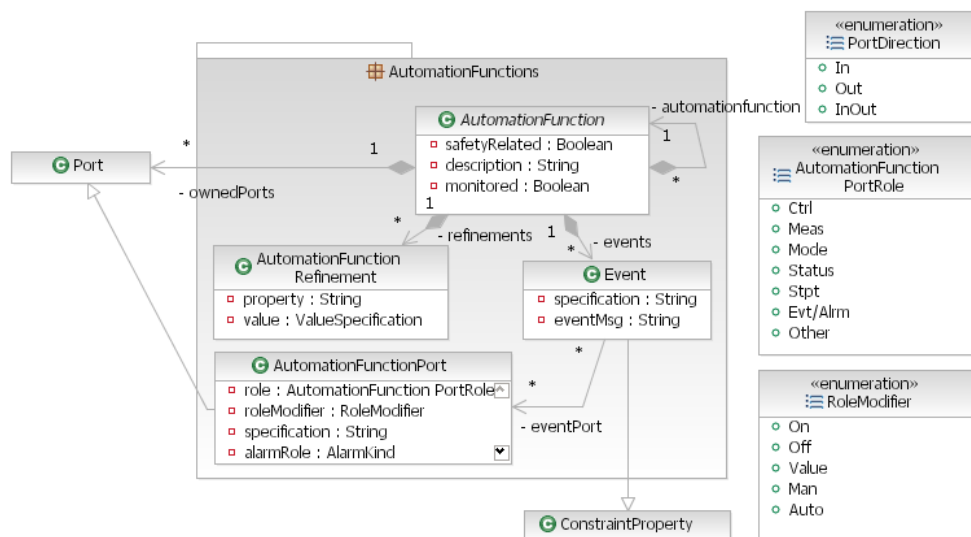 «enumeration»
PortDirection
In
Out
InOut
AutomationFunctions
AutomationFunction
safetyRelated : Boolean
description : String
monitored : Boolean
- automationfunction
1
*
Port
*
1
- ownedPorts
1
*
- refinements
1
*
- events
«enumeration»
AutomationFunction
PortRole
Ctrl
Meas
Mode
Status
Stpt
Evt/Alrm
Other
AutomationFunction
Refinement
property : String
value : ValueSpecification
Event
specification : String
eventMsg : String
AutomationFunctionPort
role : AutomationFunction PortRole
roleModifier : RoleModifier
specification : String
alarmRole : AlarmKind
*
*
- eventPort
«enumeration»
RoleModifier
On
Off
Value
Man
Auto
ConstraintProperty